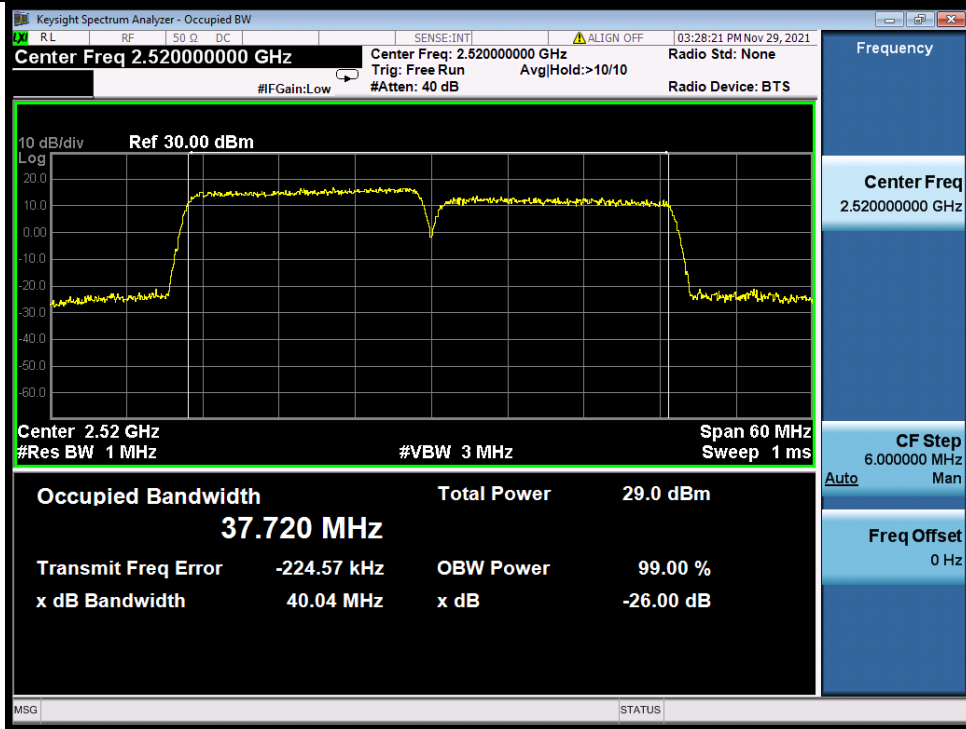 Keysight Spectrum Analyzer - Occupied BW
LXI RL RF 50 Ω DC SENSE:INT ALIGN OFF 03:28:21 PM Nov 29, 2021
Center Freq 2.520000000 GHz
Center Freq: 2.520000000 GHz Radio Std: None
Trig: Free Run Avg|Hold:>10/10
#IFGain:Low #Atten: 40 dB Radio Device: BTS
Frequency
10 dB/div Ref 30.00 dBm
Log
20.0
10.0
0.00
-10.0
-20.0
-30.0
-40.0
-50.0
-60.0
Center 2.52 GHz Span 60 MHz
#Res BW 1 MHz #VBW 3 MHz Sweep 1 ms
Occupied Bandwidth Total Power 29.0 dBm
37.720 MHz
Transmit Freq Error -224.57 kHz OBW Power 99.00 %
x dB Bandwidth 40.04 MHz x dB -26.00 dB
Center Freq
2.520000000 GHz
CF Step
6.000000 MHz
Auto Man
Freq Offset
0 Hz
MSG STATUS